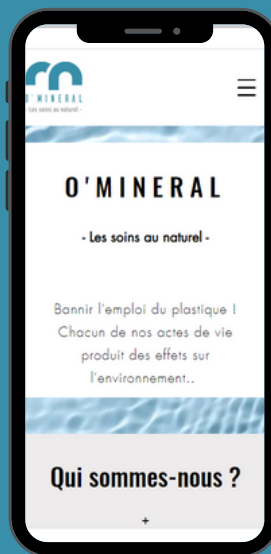 O'MINERAL
- Les soins au naturel -
O'MINERAL
- Les soins au naturel -
Bannir l'emploi du plastique !
Chacun de nos actes de vie
produit des effets sur
l'environnement..
Qui sommes-nous ?
+